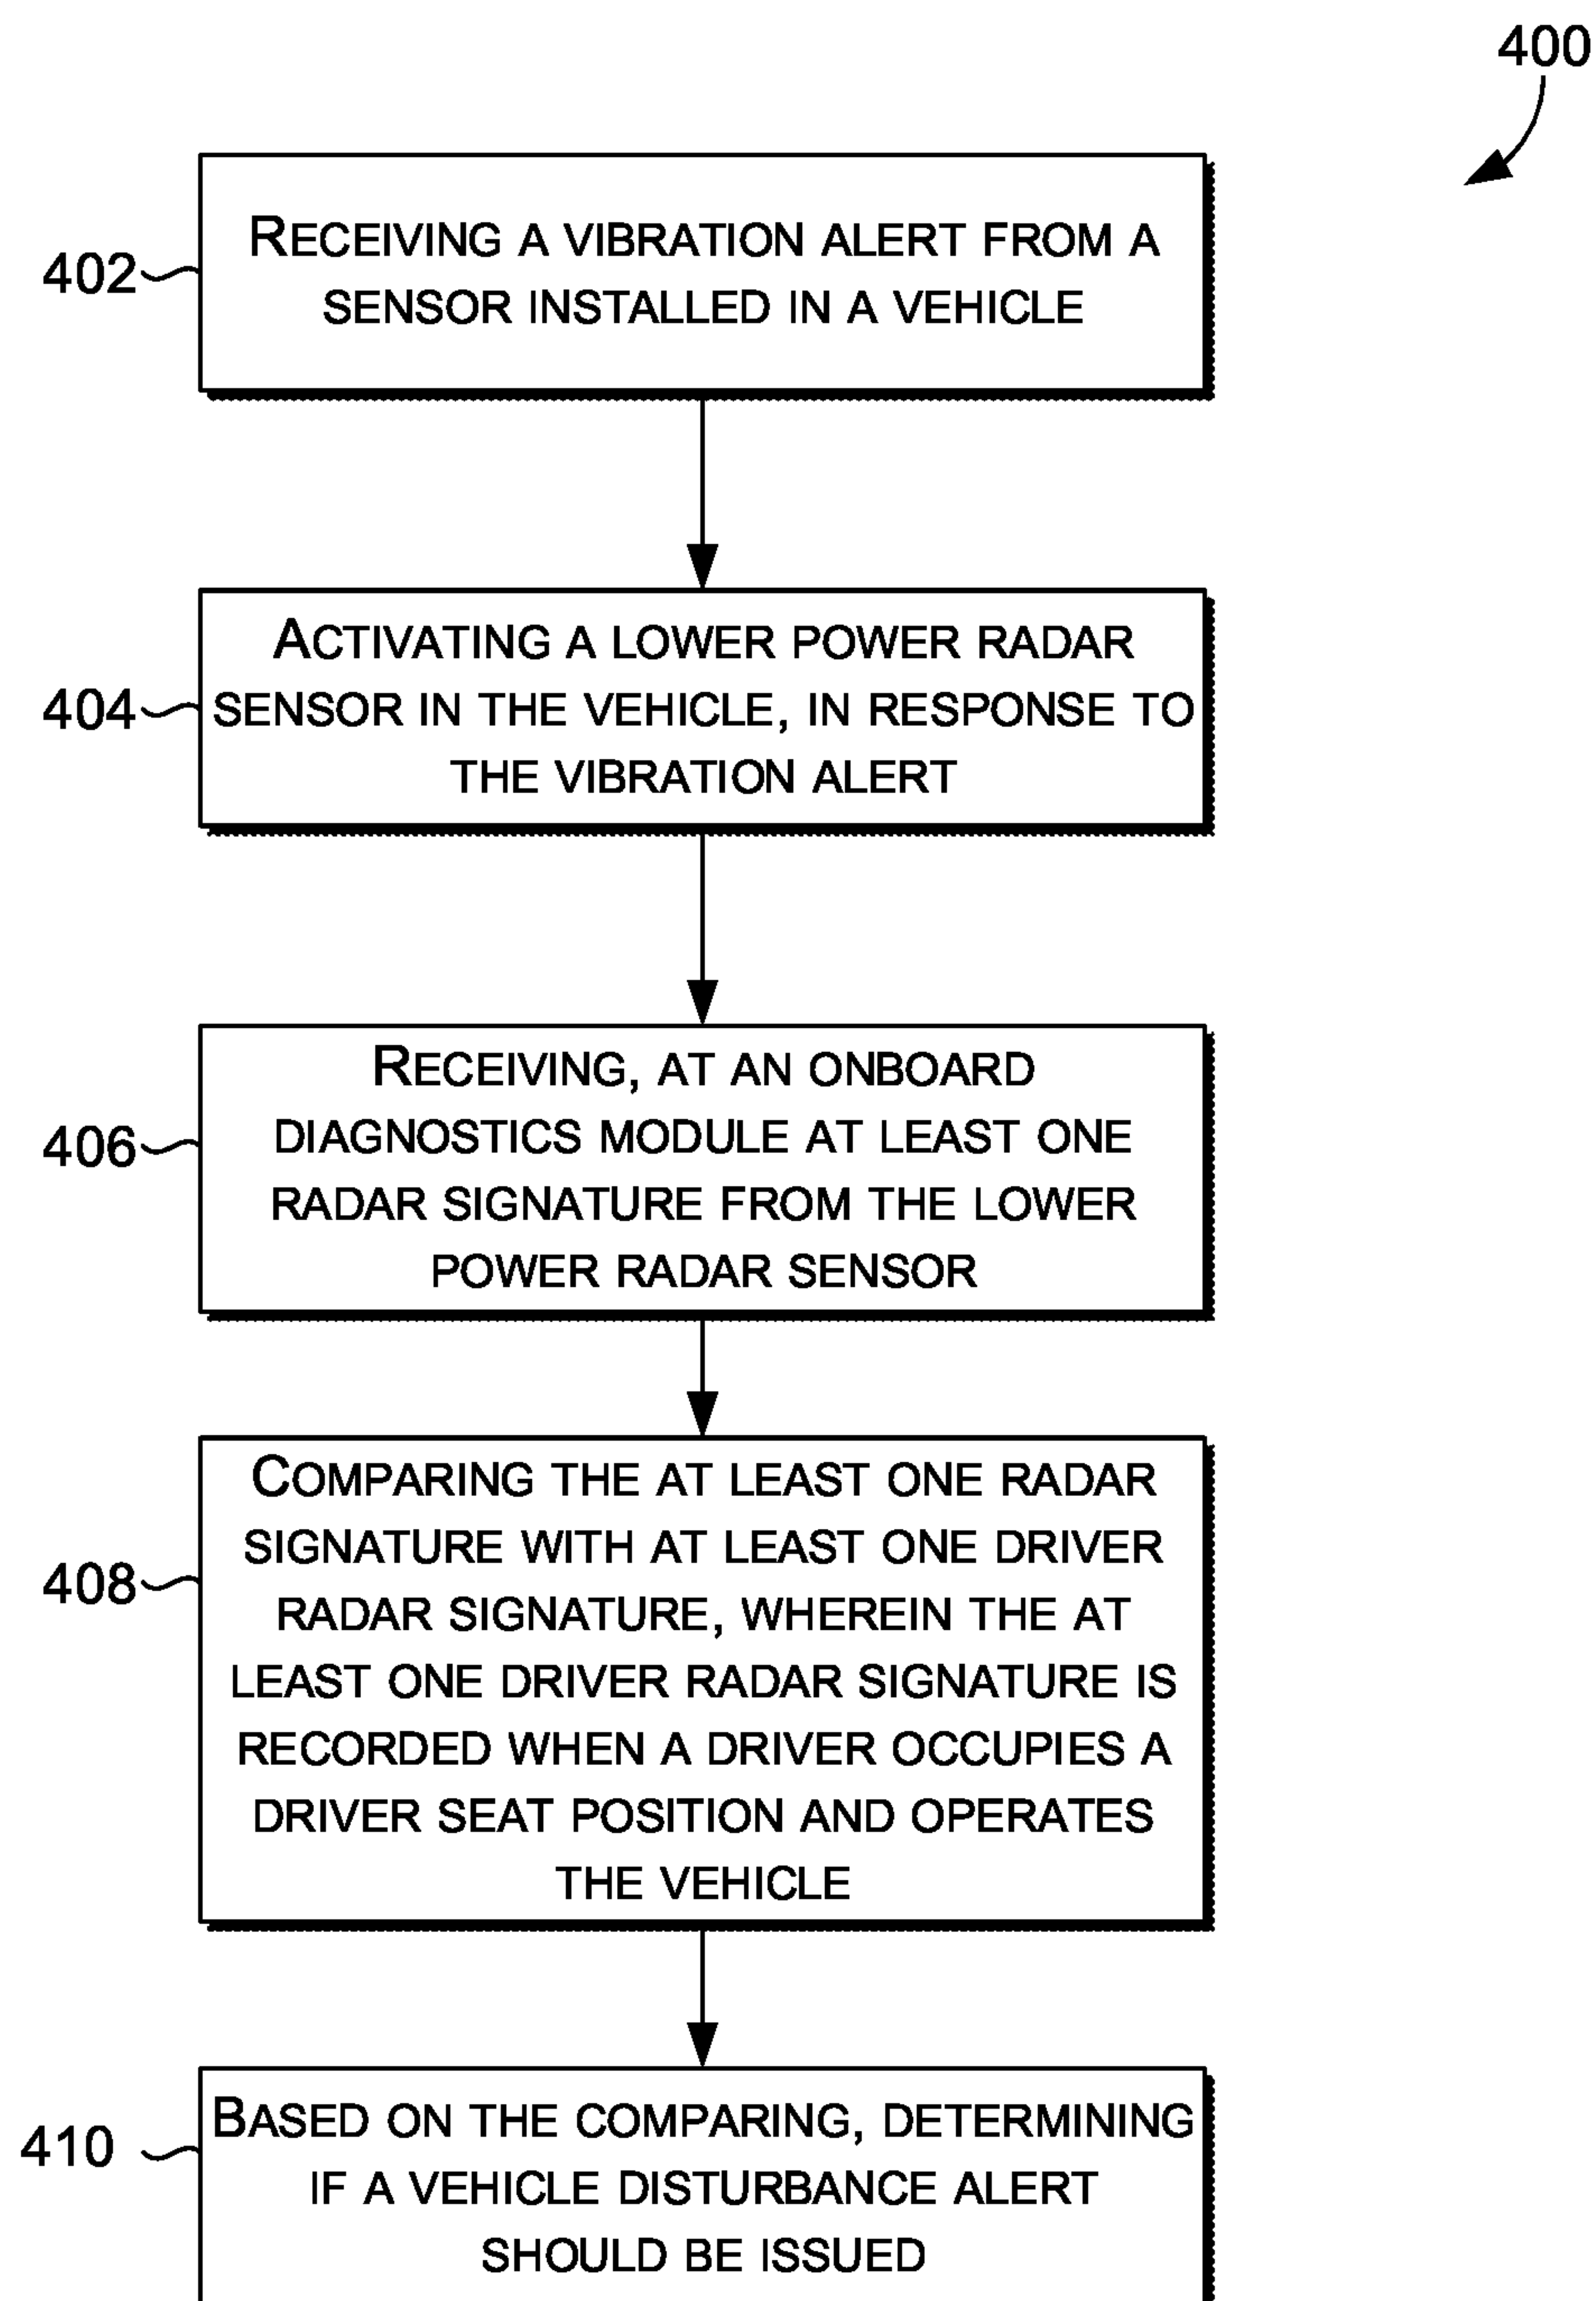 400
402
RECEIVING A VIBRATION ALERT FROM A
SENSOR INSTALLED IN A VEHICLE
404
ACTIVATING A LOWER POWER RADAR
SENSOR IN THE VEHICLE, IN RESPONSE TO
THE VIBRATION ALERT
406
RECEIVING, AT AN ONBOARD
DIAGNOSTICS MODULE AT LEAST ONE
RADAR SIGNATURE FROM THE LOWER
POWER RADAR SENSOR
408
COMPARING THE AT LEAST ONE RADAR
SIGNATURE WITH AT LEAST ONE DRIVER
RADAR SIGNATURE, WHEREIN THE AT
LEAST ONE DRIVER RADAR SIGNATURE IS
RECORDED WHEN A DRIVER OCCUPIES A
DRIVER SEAT POSITION AND OPERATES
THE VEHICLE
410
BASED ON THE COMPARING, DETERMINING
IF A VEHICLE DISTURBANCE ALERT
SHOULD BE ISSUED